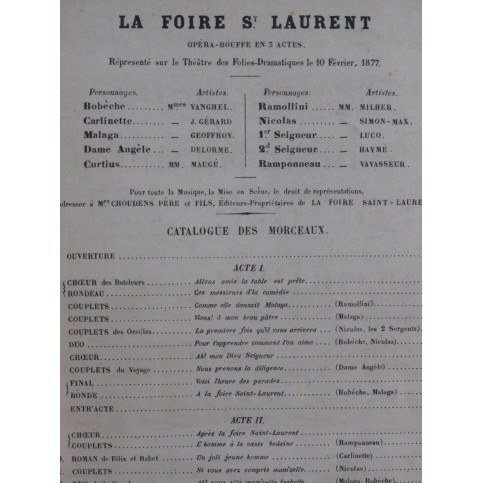 LA FOIRE St LAURENT
OPÉRA-BOUFFE EN 3 ACTES.
Répresenté sur le Théâtre des Folies-Dramatiques le 10 Février, 1877.
Personnages. Artistes. Personnages. Artistes.
Bobèche ........ Mmes VANGHEL. Ramollini ..... MM. MILHER.
Carlinette ........ — J. GÉRARD Nicolas ........ — SIMON-MAX.
Malaga ........ — GEOFFROY. 1er Seigneur .... — LUCO.
Dame Angèle .... — DELORME. 2d Seigneur .... — HAYMÉ.
Curtius ........ MM. MAUGÉ. Ramponneau .... — VAVASSEUR.
Pour toute la Musique, la Mise en Scène, le droit de représentations,
adresser à Mrs CHOUDENS PÈRE et FILS, Éditeurs-Propriétaires de LA FOIRE SAINT-LAURE
CATALOGUE DES MORCEAUX.
OUVERTURE
ACTE I.
CHŒUR des Bateleurs ........ Allons amis la table est prête
RONDEAU ........ Ces messieurs d'la comédie
COUPLETS ........ Comme elle dansait Malaga ........ (Ramollini)
COUPLETS ........ Viens! ô mon beau pâtre ........ (Malaga)
COUPLETS des Oreilles ........ La premiere fois qu'il vous arrivera ........ (Nicolas, les 2 Sergents)
DUO ........ Pour t'apprendre comment l'on aime ........ (Bobèche, Nicolas)
CHŒUR ........ Ah! mon Dieu Seigneur
COUPLETS du Voyage ........ Nous prenons la diligence ........ (Dame Angèle)
FINAL ........ Voici l'heure des parades
RONDE ........ A la foire Saint-Laurent ........ (Bobèche, Malaga)
ENTR'ACTE
ACTE II.
CHŒUR ........ Après la foire Saint-Laurent
COUPLETS ........ L'homme à la vaste bedaine ........ (Ramponneau)
ROMAN de Félix et Babet ........ Un joli jeune homme ........ (Carlinette)
COUPLETS ........ Si vous avez compris mam'selle ........ (Nicolas)